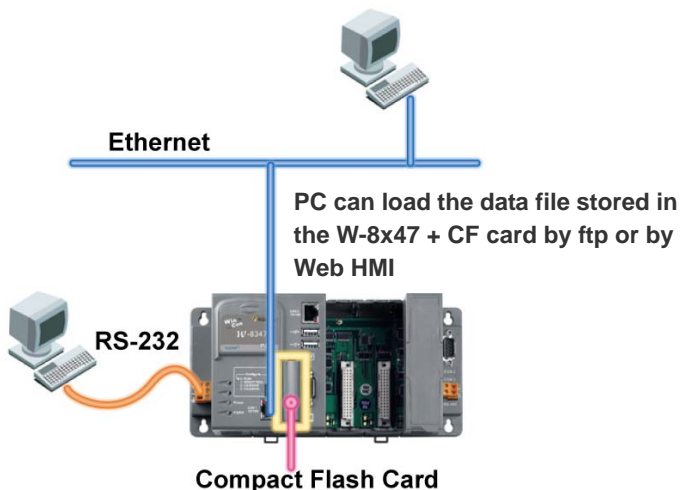 Ethernet
PC can load the data file stored in
the W-8x47 + CF card by ftp or by
Web HMI
RS-232
W-8347
Compact Flash Card